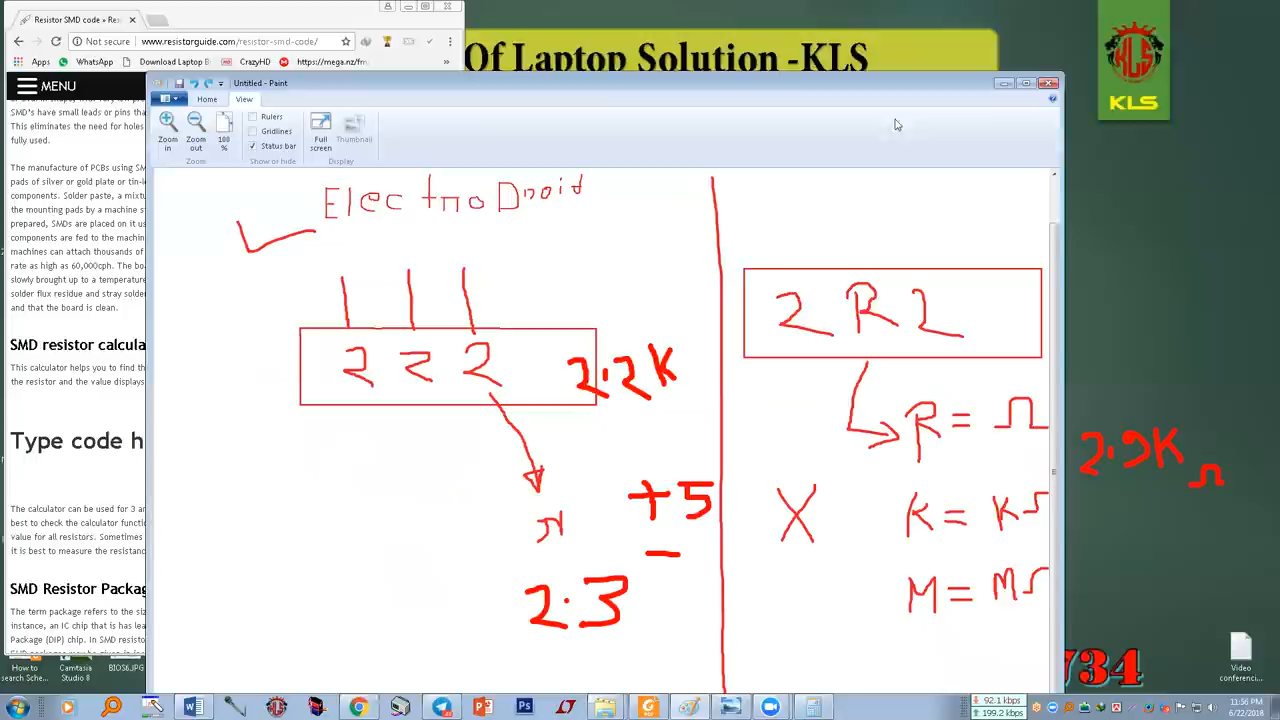 Resistor SMD code » Res
Not secure | www.resistorguide.com/resistor-smd-code/
Apps WhatsApp Download Laptop B CrazyHD https://mega.nz/fm »
MENU
SMD's have small leads or pins tha
This eliminates the need for holes
fully used.
The manufacture of PCBs using SM
pads of silver or gold plate or tin-le
components. Solder paste, a mixtu
the mounting pads by a machine s
prepared, SMDs are placed on it us
components are fed to the machin
machines can attach thousands of
rate as high as 60,000cph. The boa
slowly brought up to a temperature
solder flux residue and stray solder
and that the board is clean.
SMD resistor calcula
This calculator helps you to find th
the resistor and the value displays
Type code h
The calculator can be used for 3 ar
best to check the calculator functio
value for all resistors. Sometimes
it is best to measure the resistanc
SMD Resistor Packag
The term package refers to the siz
instance, an IC chip that is has lea
Package (DIP) chip. In SMD resisto
Of Laptop Solution -KLS
KLS
KLS
Untitled - Paint
Home View
Zoom in
Zoom out
100 %
Zoom
Rulers
Gridlines
Status bar
Show or hide
Full screen
Thumbnail
Display
ElectroDroid
2 2 2
2.2K
+5
2.3
2 R 2
R = Ω
X K = KΩ
M = MΩ
2.9K Ω
734
How to search Sche...
Camtasia Studio 8
BIOS6.JPG
Video conferenci...
92.1 kbps
199.2 kbps
11:56 PM
6/22/2018